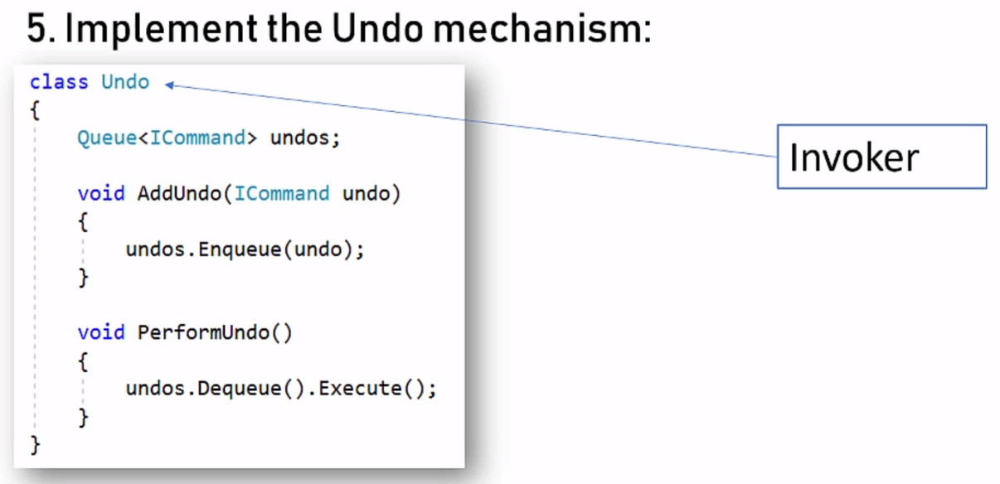 5. Implement the Undo mechanism:
class Undo
{
Queue<ICommand> undos;
void AddUndo(ICommand undo)
{
undos.Enqueue(undo);
}
void PerformUndo()
{
undos.Dequeue().Execute();
}
}
Invoker